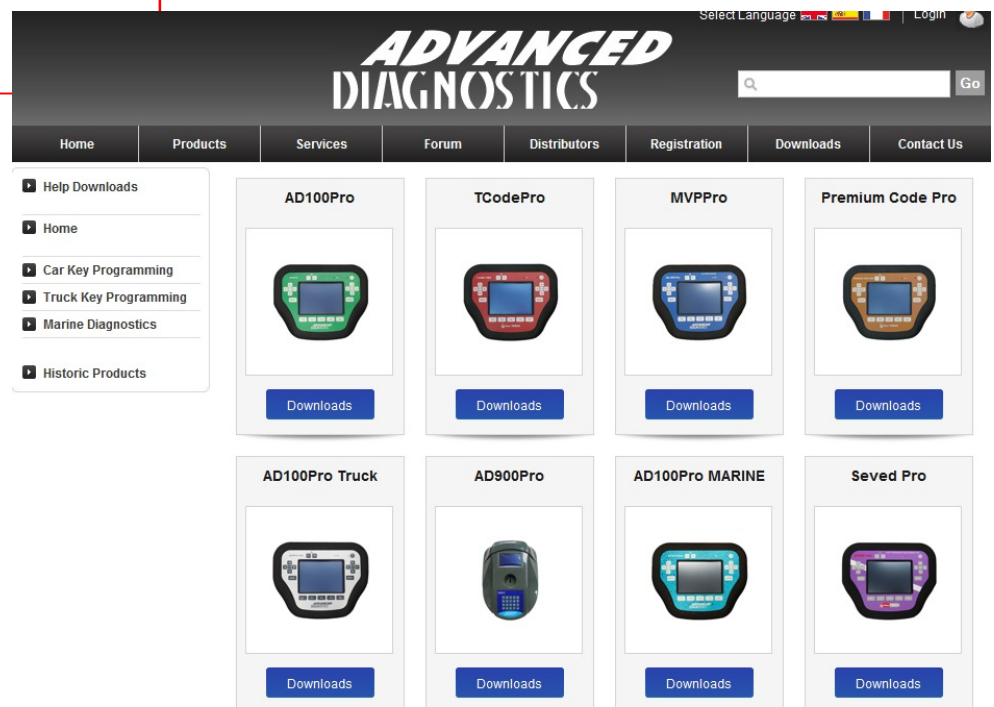 Select Language
Login
ADVANCED
DIAGNOSTICS
Go
Home Products Services Forum Distributors Registration Downloads Contact Us
Help Downloads
Home
Car Key Programming
Truck Key Programming
Marine Diagnostics
Historic Products
AD100Pro TCodePro MVPPro Premium Code Pro
Downloads Downloads Downloads Downloads
AD100Pro Truck AD900Pro AD100Pro MARINE Seved Pro
Downloads Downloads Downloads Downloads